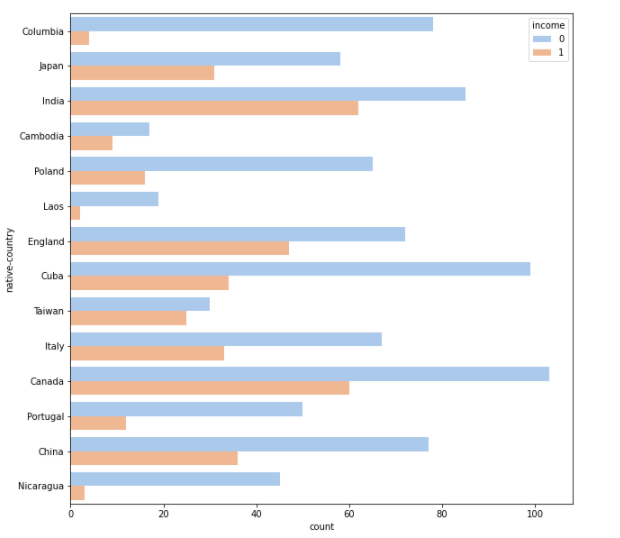 income
0
1
Columbia
Japan
India
Cambodia
Poland
Laos
England
Cuba
Taiwan
Italy
Canada
Portugal
China
Nicaragua
native-country
0 20 40 60 80 100
count